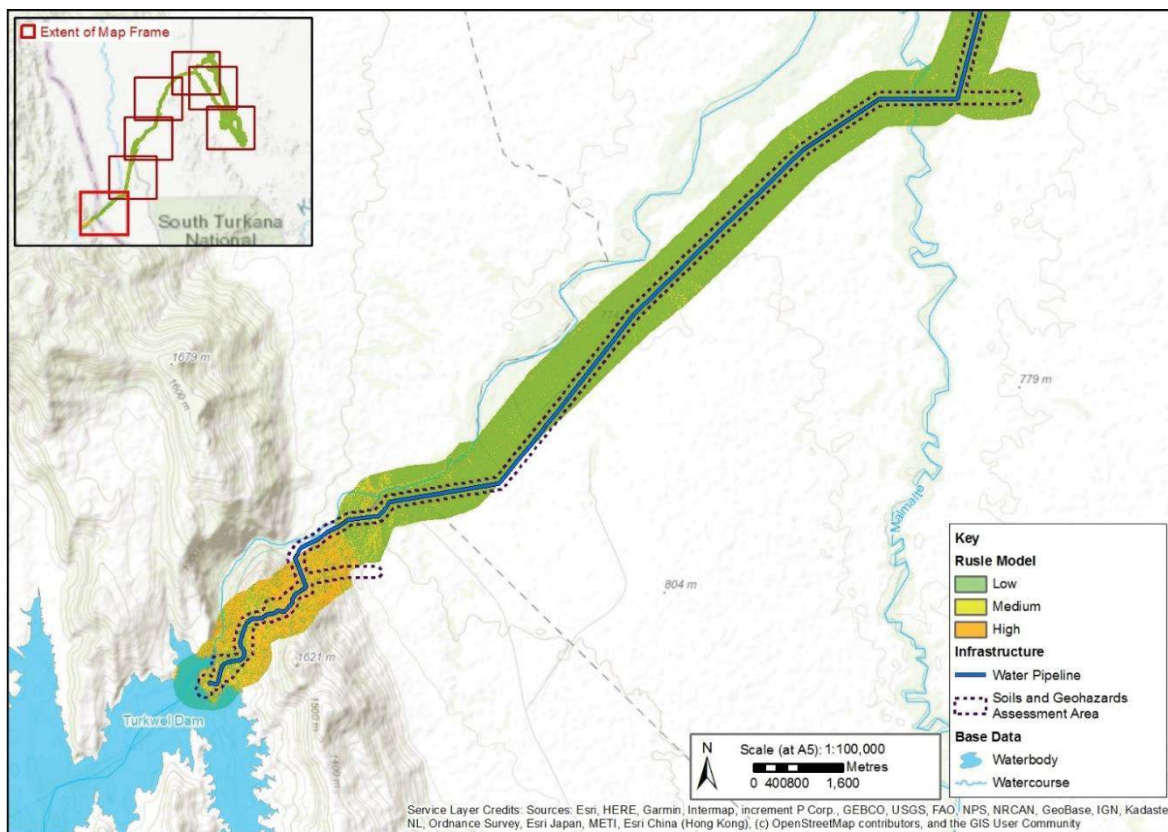 Extent of Map Frame
South Turkana
National
1679 m
1600 m
779 m
Malmalte
804 m
1621 m
1500 m
1400 m
Turkwel Dam
Key
Rusle Model
Low
Medium
High
Infrastructure
Water Pipeline
Soils and Geohazards
Assessment Area
Base Data
Waterbody
Watercourse
N
Scale (at A5): 1:100,000
Metres
0 400800 1,600
Service Layer Credits: Sources: Esri, HERE, Garmin, Intermap, increment P Corp., GEBCO, USGS, FAO, NPS, NRCAN, GeoBase, IGN, Kadaste
NL, Ordnance Survey, Esri Japan, METI, Esri China (Hong Kong), (c) OpenStreetMap contributors, and the GIS User Community